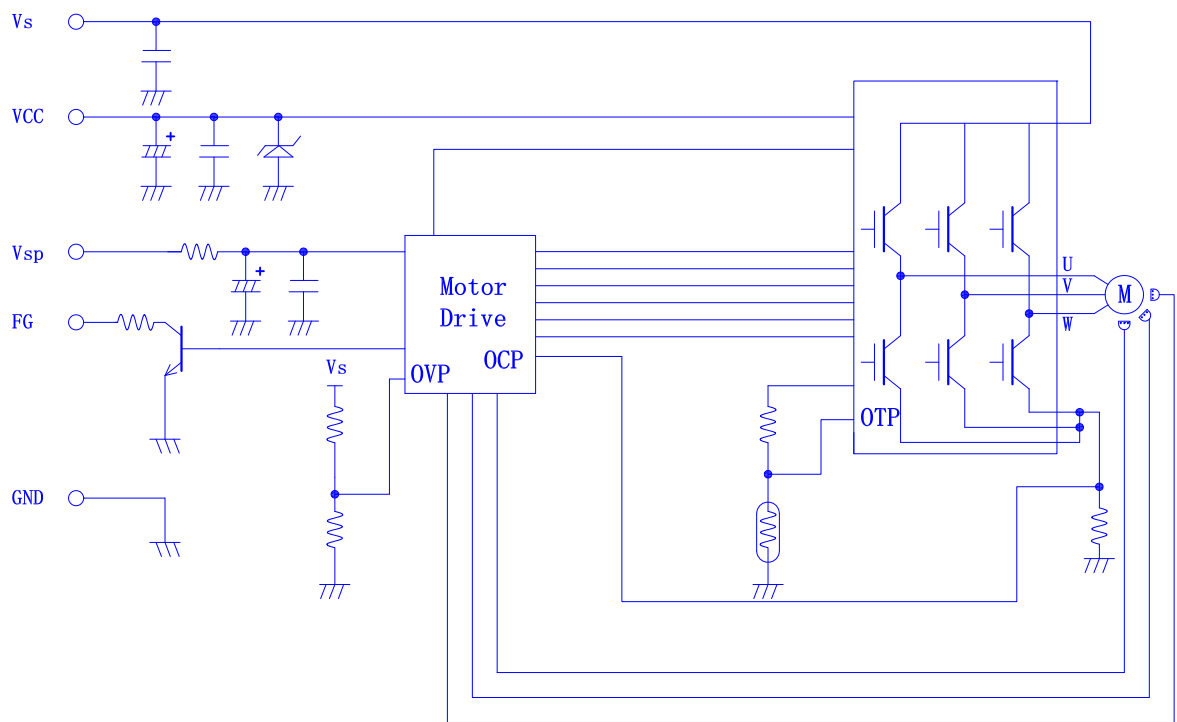 Vs
VCC
Vsp
FG
GND
+
+
Vs
Motor
Drive
OCP
OVP
OTP
U
V
W
M